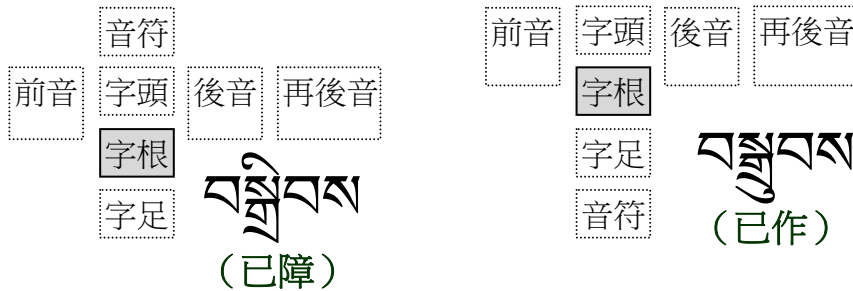 音符
前音 字頭 後音 再後音
字根
字足
བསྒྲིབས
（已障）
前音 字頭 後音 再後音
字根
字足
音符
བསྒྲུབས
（已作）